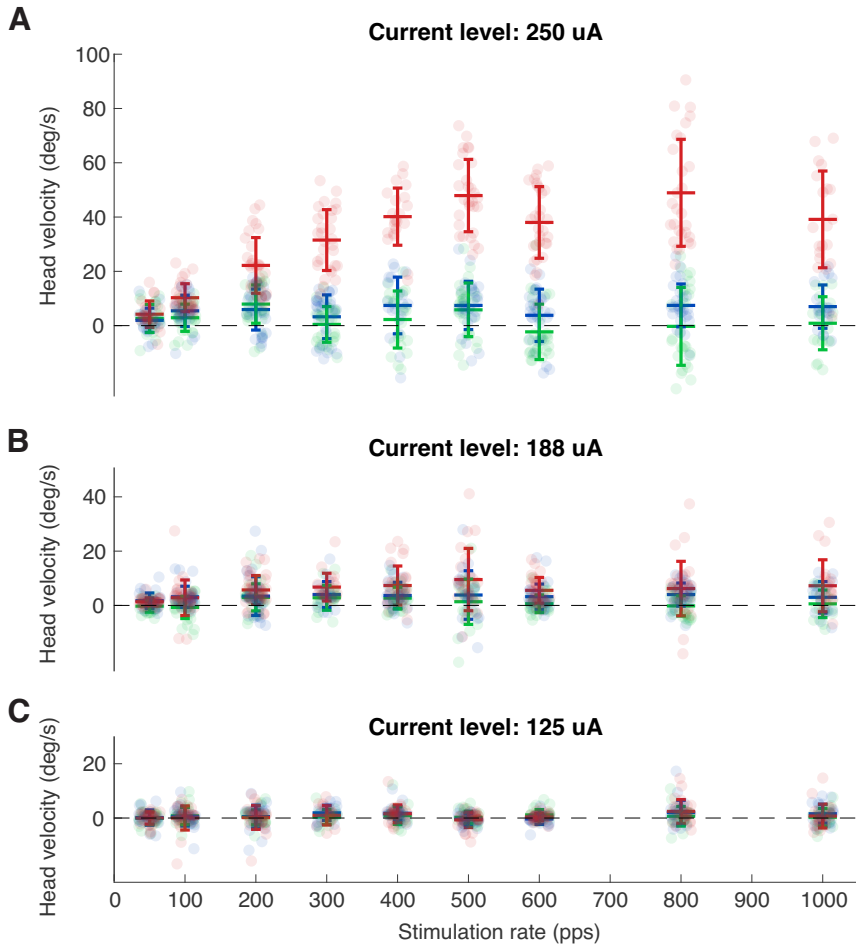 A
Current level: 250 uA
Head velocity (deg/s)
100
80
60
40
20
0
B
Current level: 188 uA
Head velocity (deg/s)
40
20
0
C
Current level: 125 uA
Head velocity (deg/s)
20
0
0 100 200 300 400 500 600 700 800 900 1000
Stimulation rate (pps)